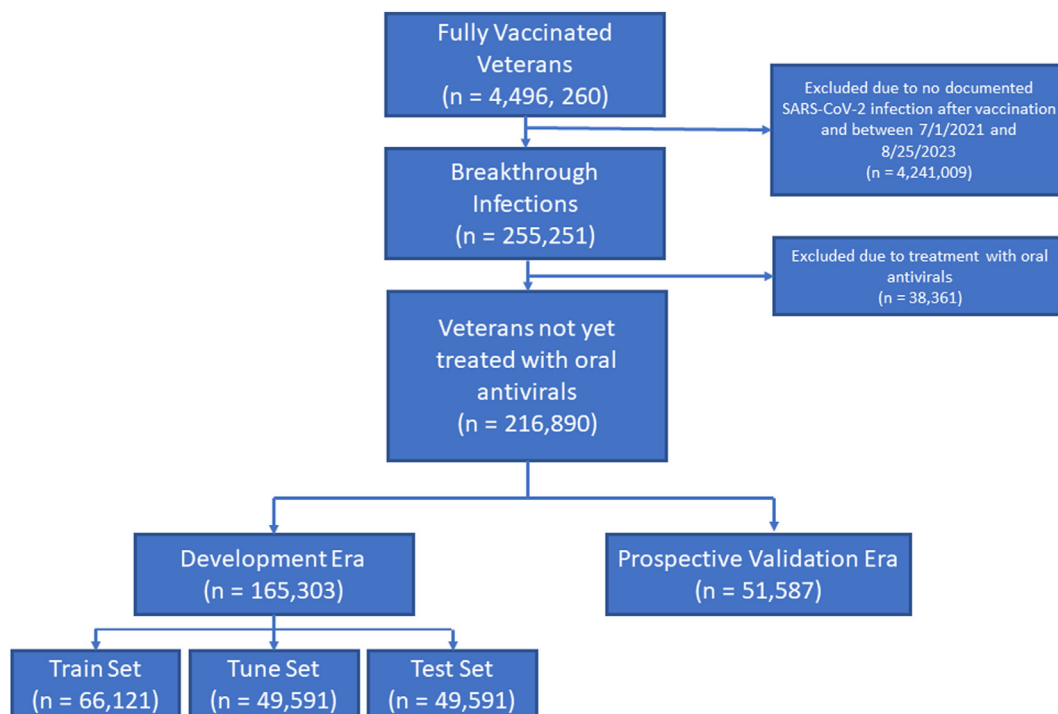 Fully Vaccinated
Veterans
(n = 4,496, 260)
Excluded due to no documented
SARS-CoV-2 infection after vaccination
and between 7/1/2021 and
8/25/2023
(n = 4,241,009)
Breakthrough
Infections
(n = 255,251)
Excluded due to treatment with oral
antivirals
(n = 38,361)
Veterans not yet
treated with oral
antivirals
(n = 216,890)
Development Era
(n = 165,303)
Prospective Validation Era
(n = 51,587)
Train Set
(n = 66,121)
Tune Set
(n = 49,591)
Test Set
(n = 49,591)